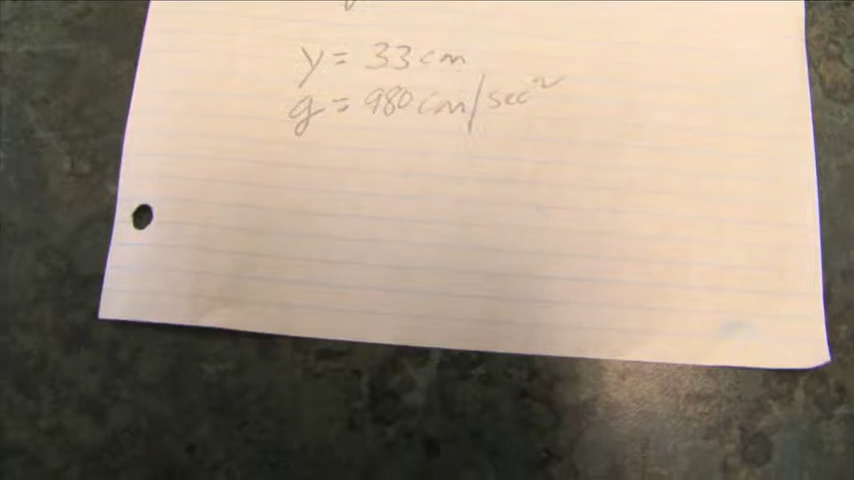 y = 33 cm
g = 980 cm/sec²